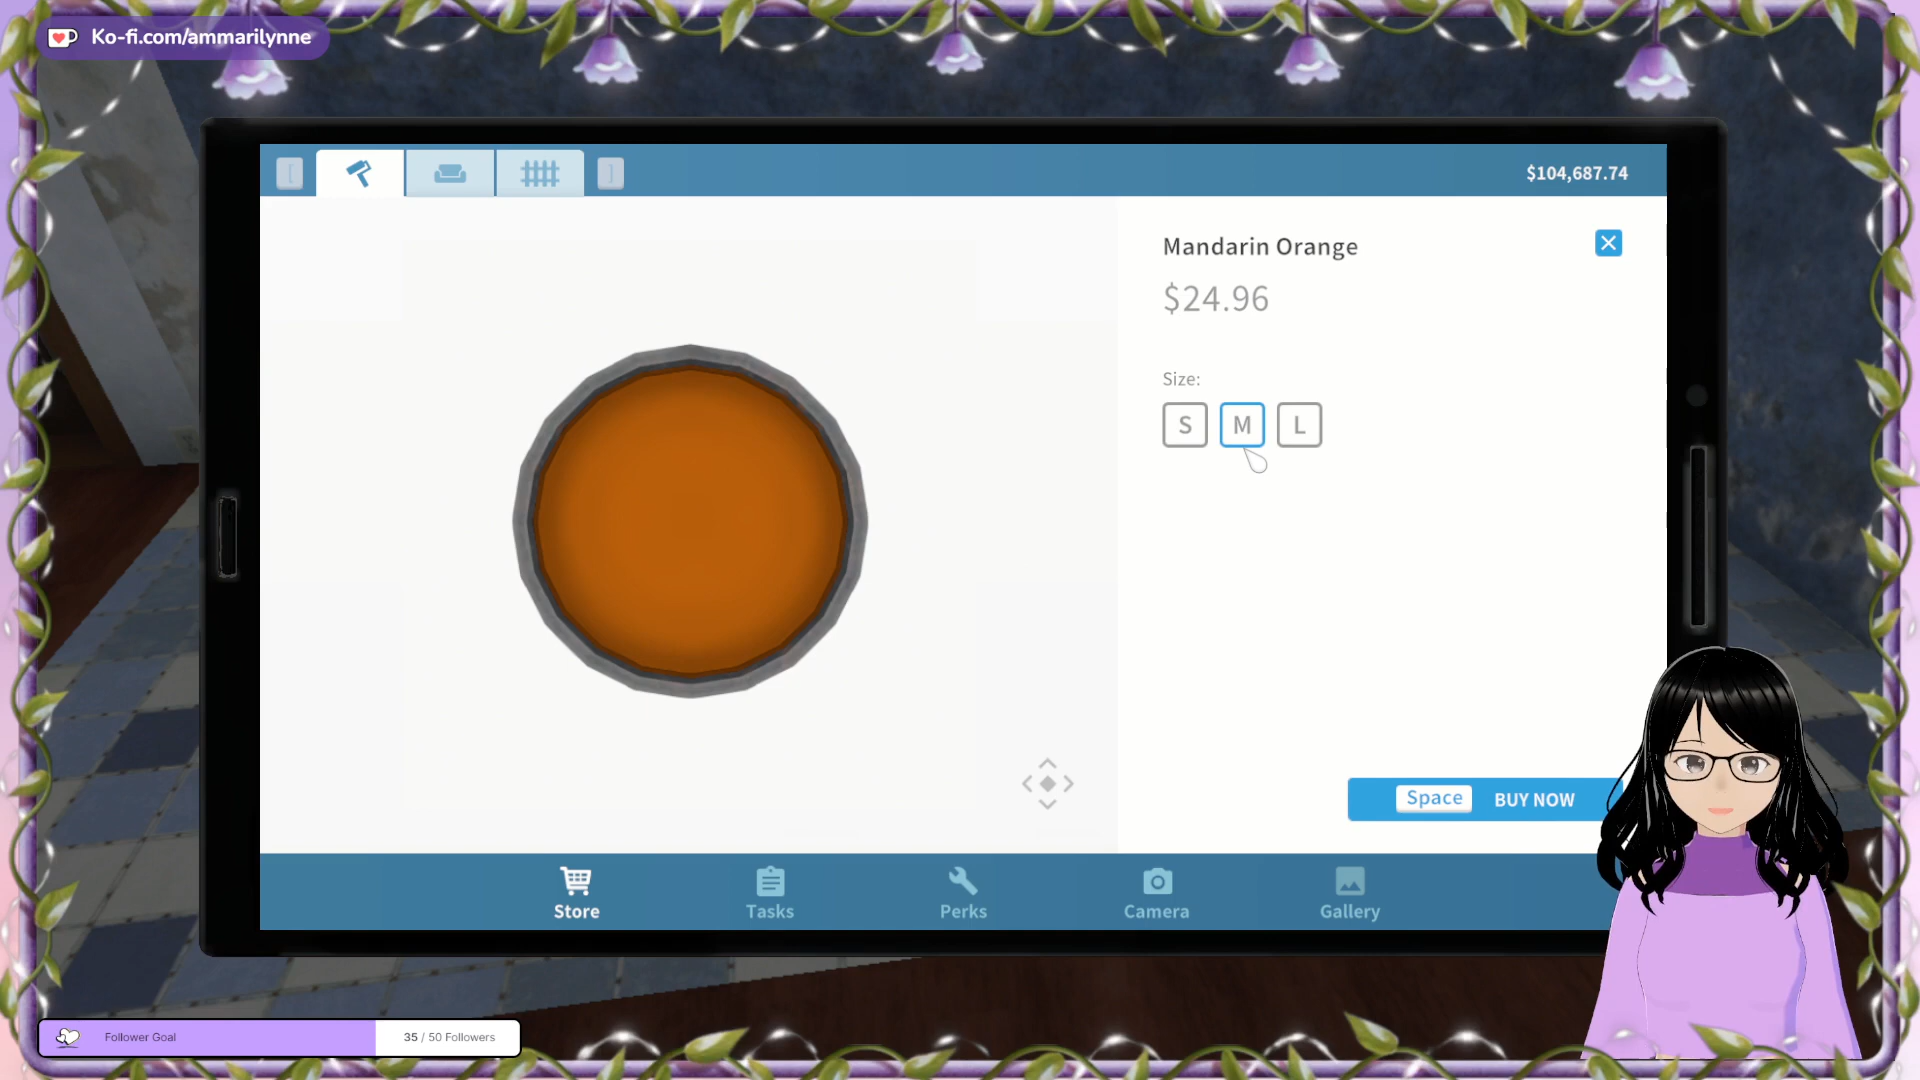 Ko-fi.com/ammarilynne
[
]
$104,687.74
Mandarin Orange
$24.96
Size:
S M L
Space BUY NOW
Store Tasks Perks Camera Gallery
Follower Goal 35 / 50 Followers